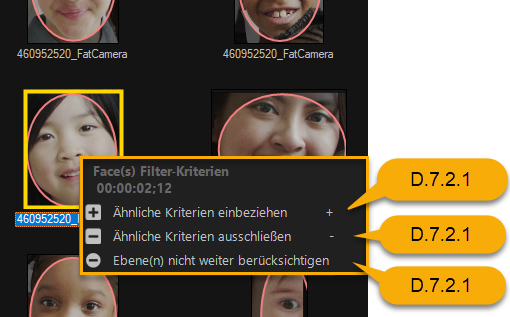 460952520_FatCamera
460952520_FatCamera
Face(s) Filter-Kriterien
00:00:02;12
460952520_
Ähnliche Kriterien einbeziehen +
Ähnliche Kriterien ausschließen -
Ebene(n) nicht weiter berücksichtigen
D.7.2.1
D.7.2.1
D.7.2.1